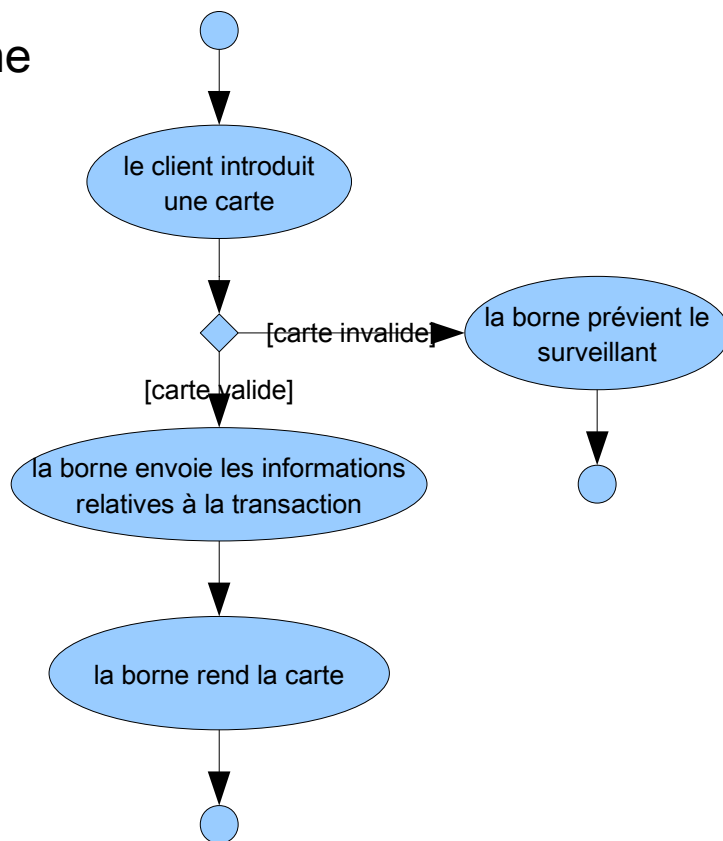 ne
le client introduit
une carte
[carte invalide]
la borne prévient le
surveillant
[carte valide]
la borne envoie les informations
relatives à la transaction
la borne rend la carte